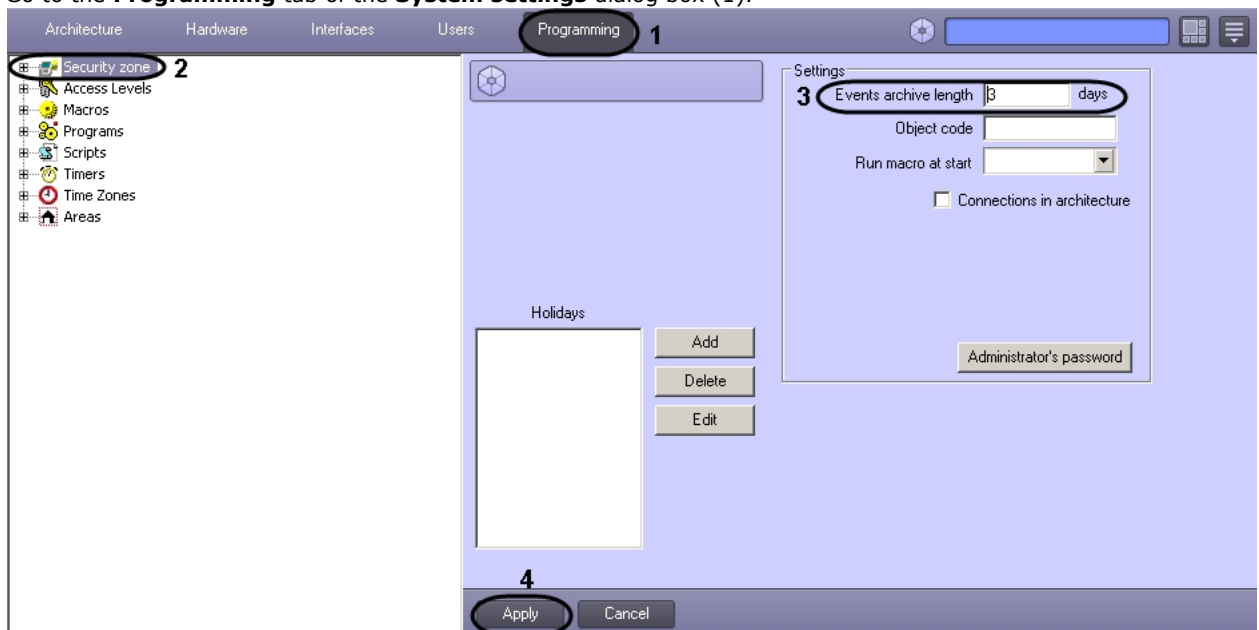 Go to the Programming tab of the System settings dialog box (1).
Architecture Hardware Interfaces Users Programming 1
Security zone 2
Access Levels
Macros
Programs
Scripts
Timers
Time Zones
Areas
Settings
3 Events archive length 3 days
Object code
Run macro at start
Connections in architecture
Administrator's password
Holidays
Add
Delete
Edit
4
Apply Cancel